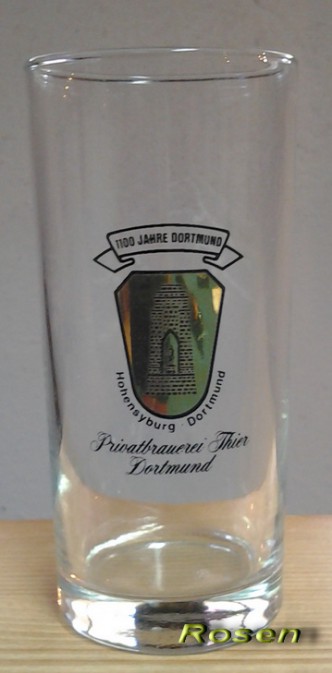 1100 JAHRE DORTMUND
Hohensyburg · Dortmund
Privatbrauerei Thier
Dortmund
Rosen